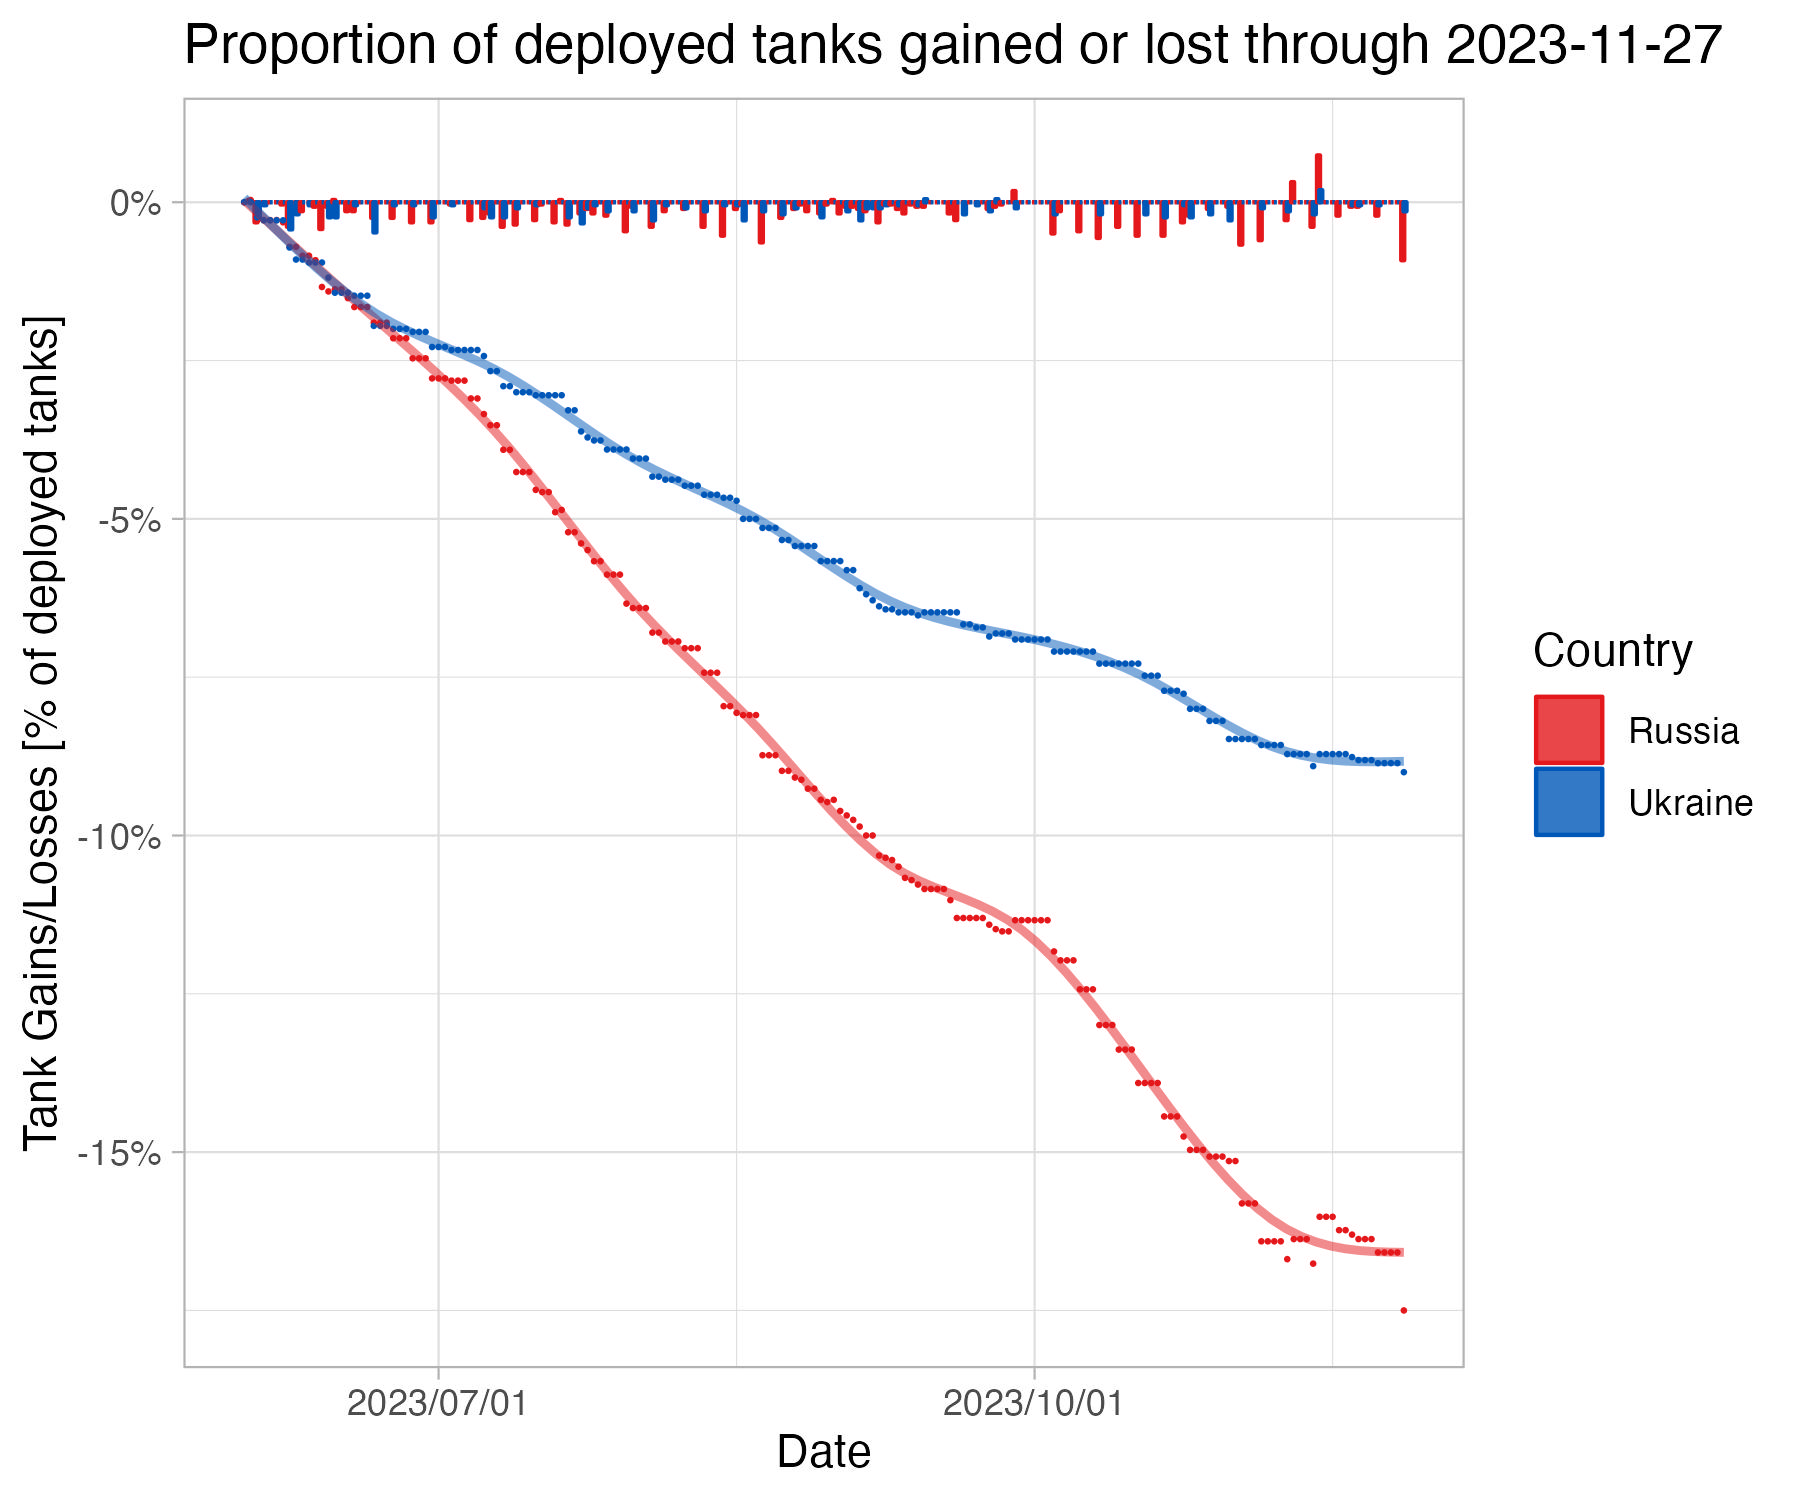 Proportion of deployed tanks gained or lost through 2023-11-27
Tank Gains/Losses [% of deployed tanks]
0%
-5%
-10%
-15%
2023/07/01
2023/10/01
Date
Country
Russia
Ukraine